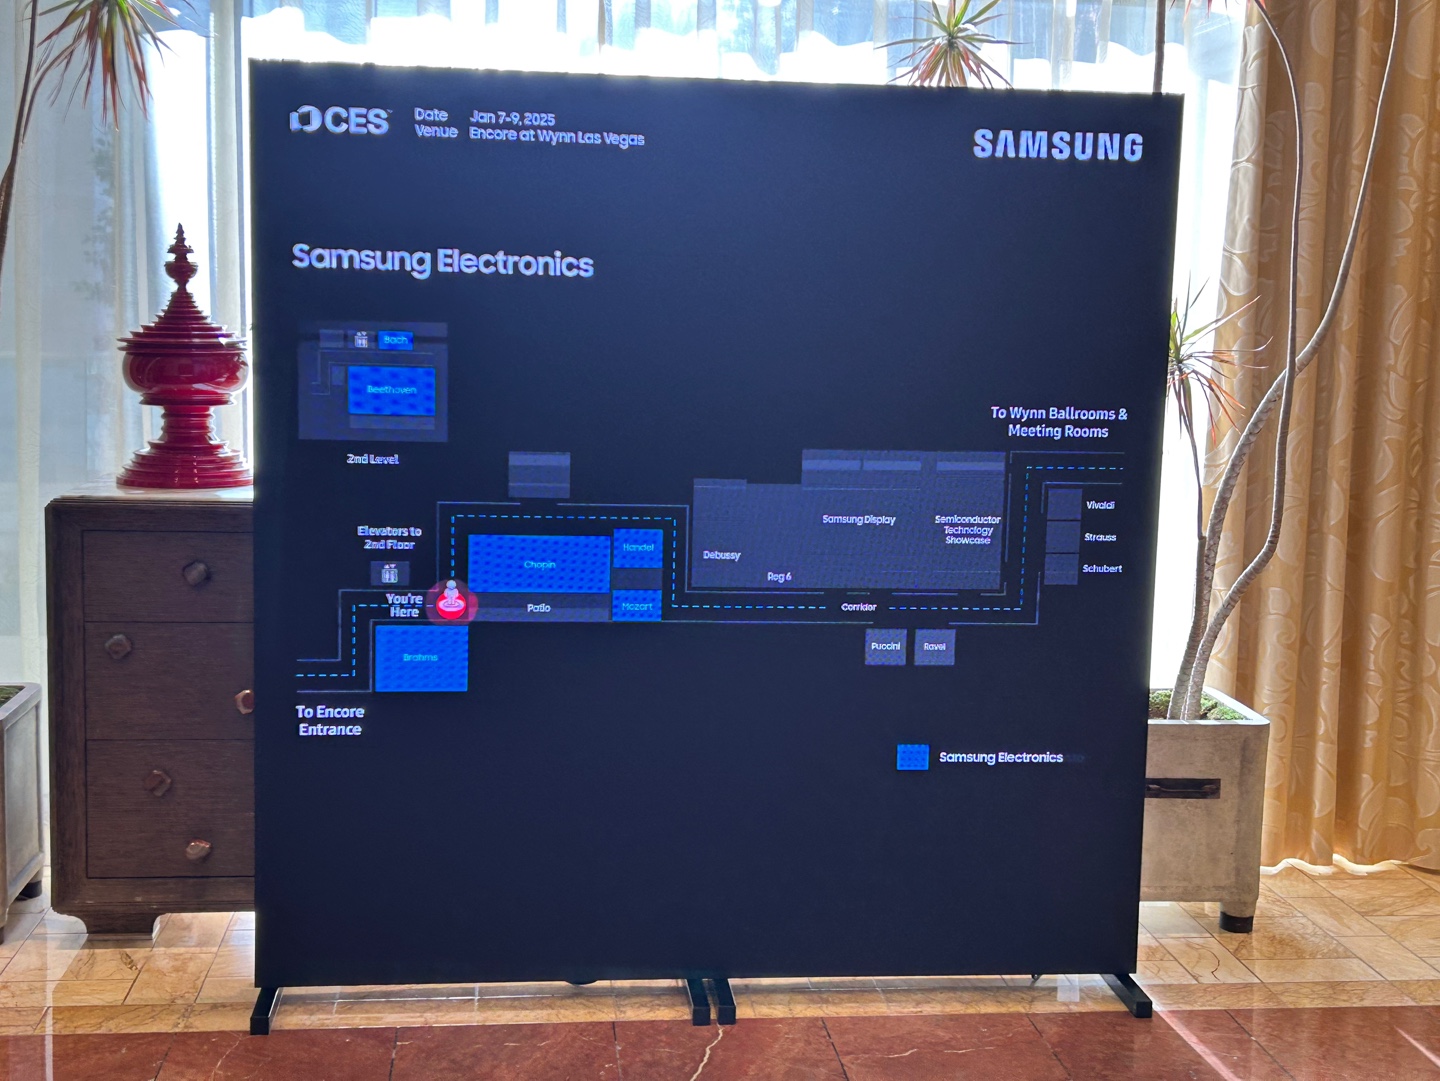 CES
Date Jan 7-9, 2025
Venue Encore at Wynn Las Vegas
SAMSUNG
Samsung Electronics
Bach
Beethoven
2nd Level
To Wynn Ballrooms &
Meeting Rooms
Elevators to
2nd Floor
You're
Here
Chopin
Handel
Patio
Mozart
Brahms
To Encore
Entrance
Debussy
Samsung Display
Reg 6
Semiconductor
Technology
Showcase
Corridor
Vivaldi
Strauss
Schubert
Puccini
Ravel
Samsung Electronics